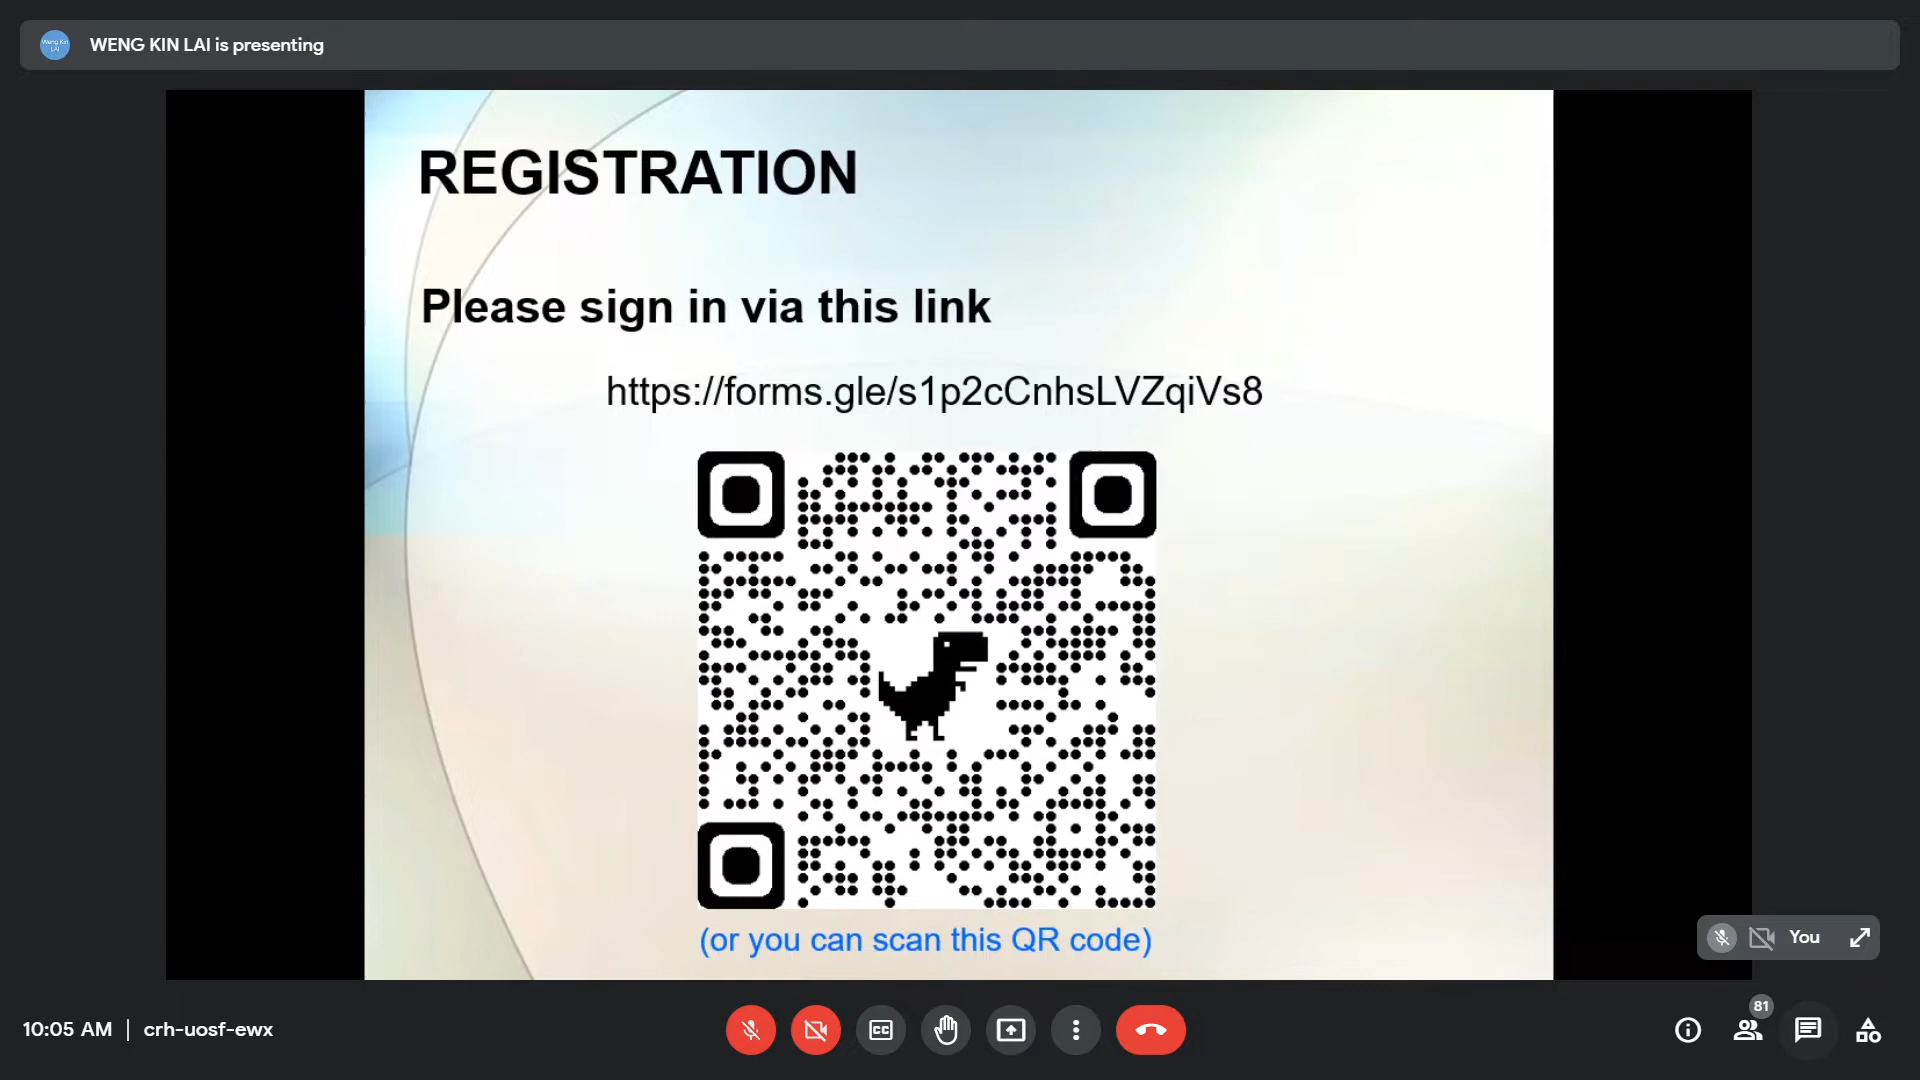 WENG KIN LAI is presenting
REGISTRATION
Please sign in via this link
https://forms.gle/s1p2cCnhsLVZqiVs8
(or you can scan this QR code)
You
10:05 AM | crh-uosf-ewx
CC
81